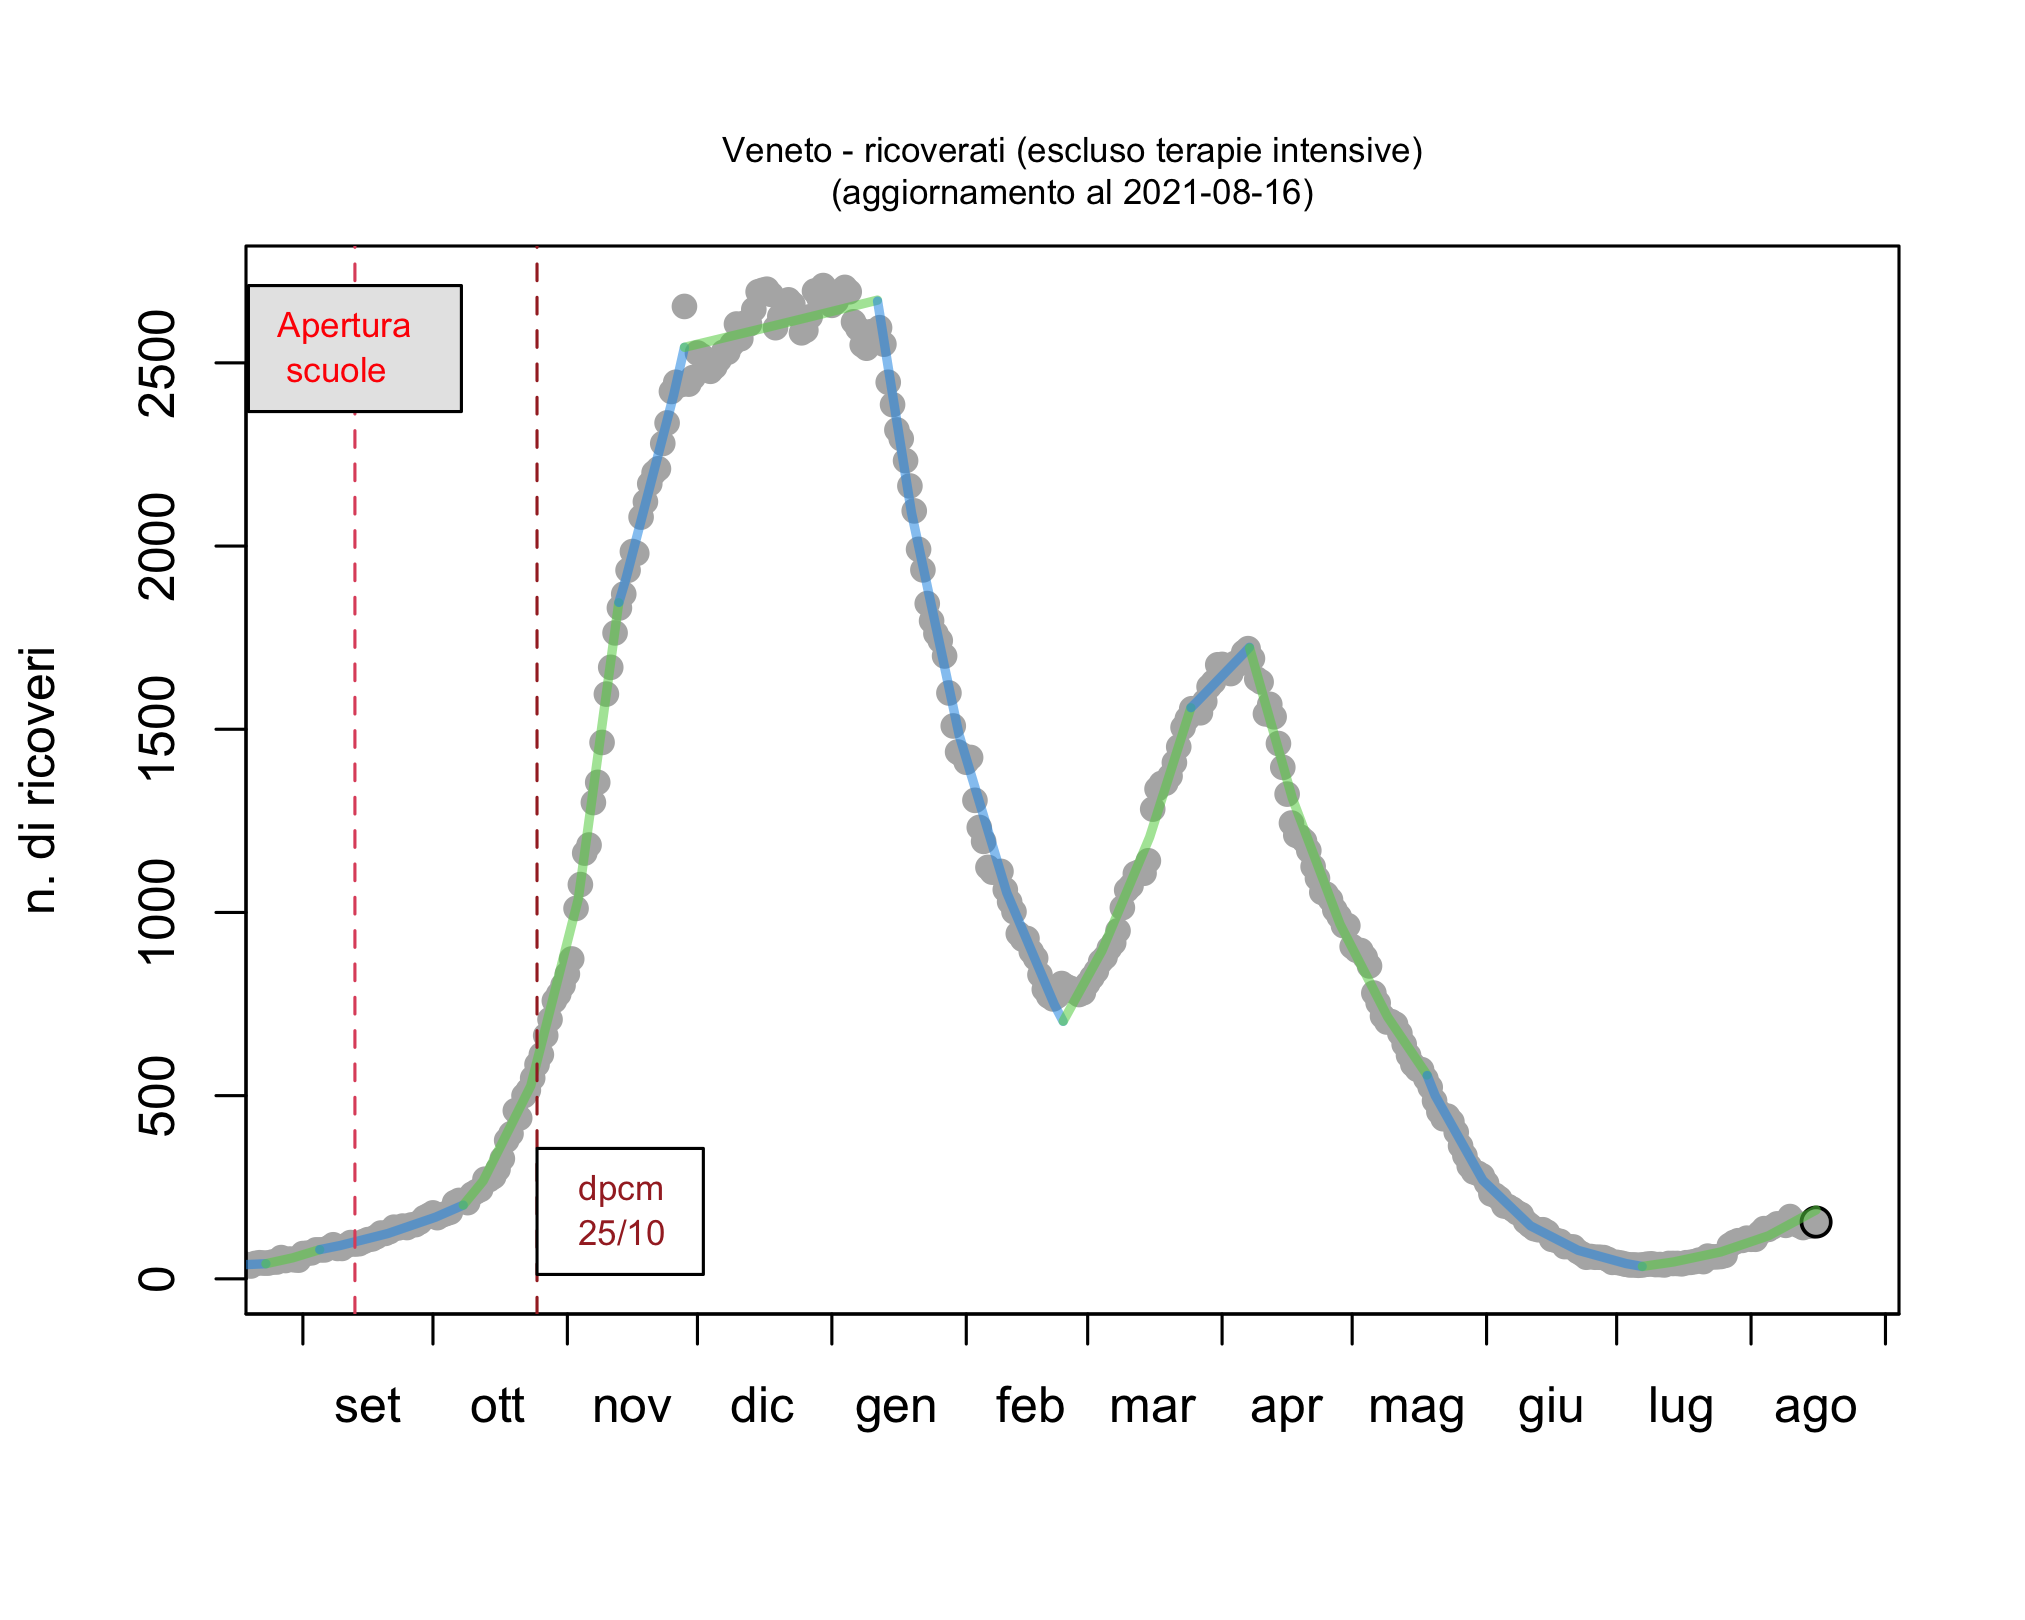 Veneto - ricoverati (escluso terapie intensive)
(aggiornamento al 2021-08-16)
n. di ricoveri
2500
2000
1500
1000
500
0
Apertura
scuole
dpcm
25/10
set ott nov dic gen feb mar apr mag giu lug ago